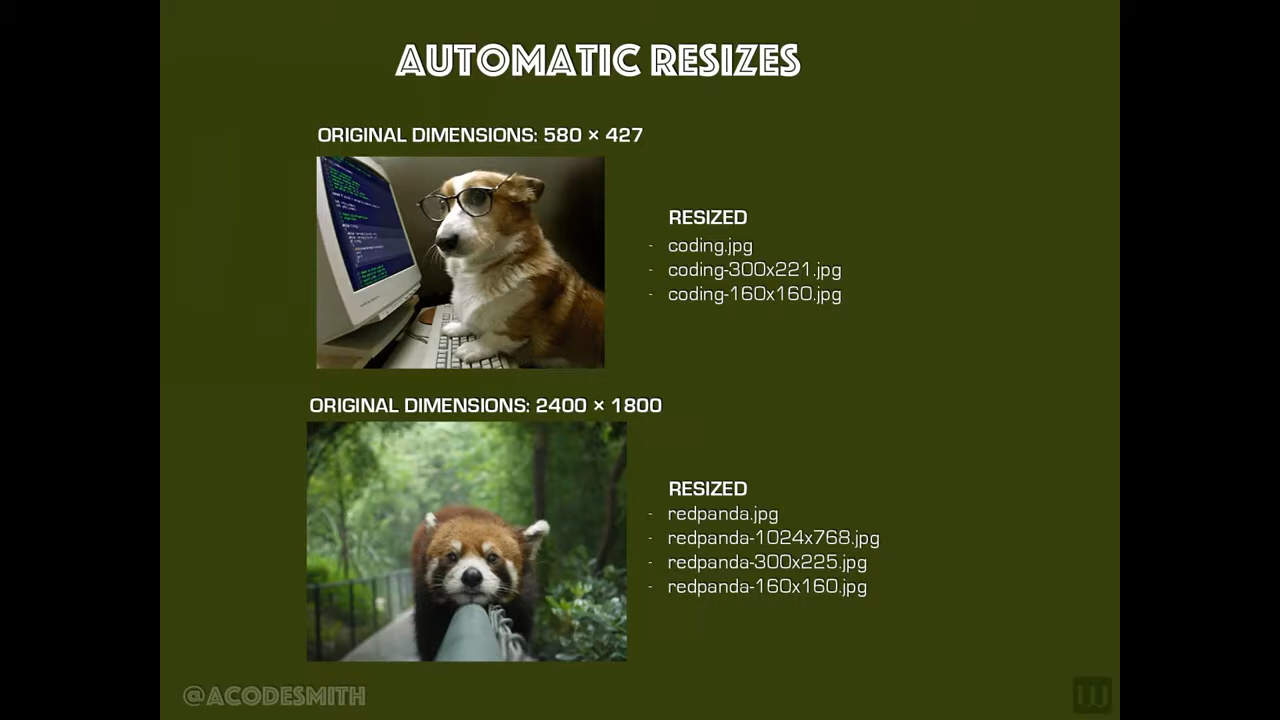 AUTOMATIC RESIZES
ORIGINAL DIMENSIONS: 580 × 427
RESIZED
- coding.jpg
- coding-300x221.jpg
- coding-160x160.jpg
ORIGINAL DIMENSIONS: 2400 × 1800
RESIZED
- redpanda.jpg
- redpanda-1024x768.jpg
- redpanda-300x225.jpg
- redpanda-160x160.jpg
@ACODESMITH
W